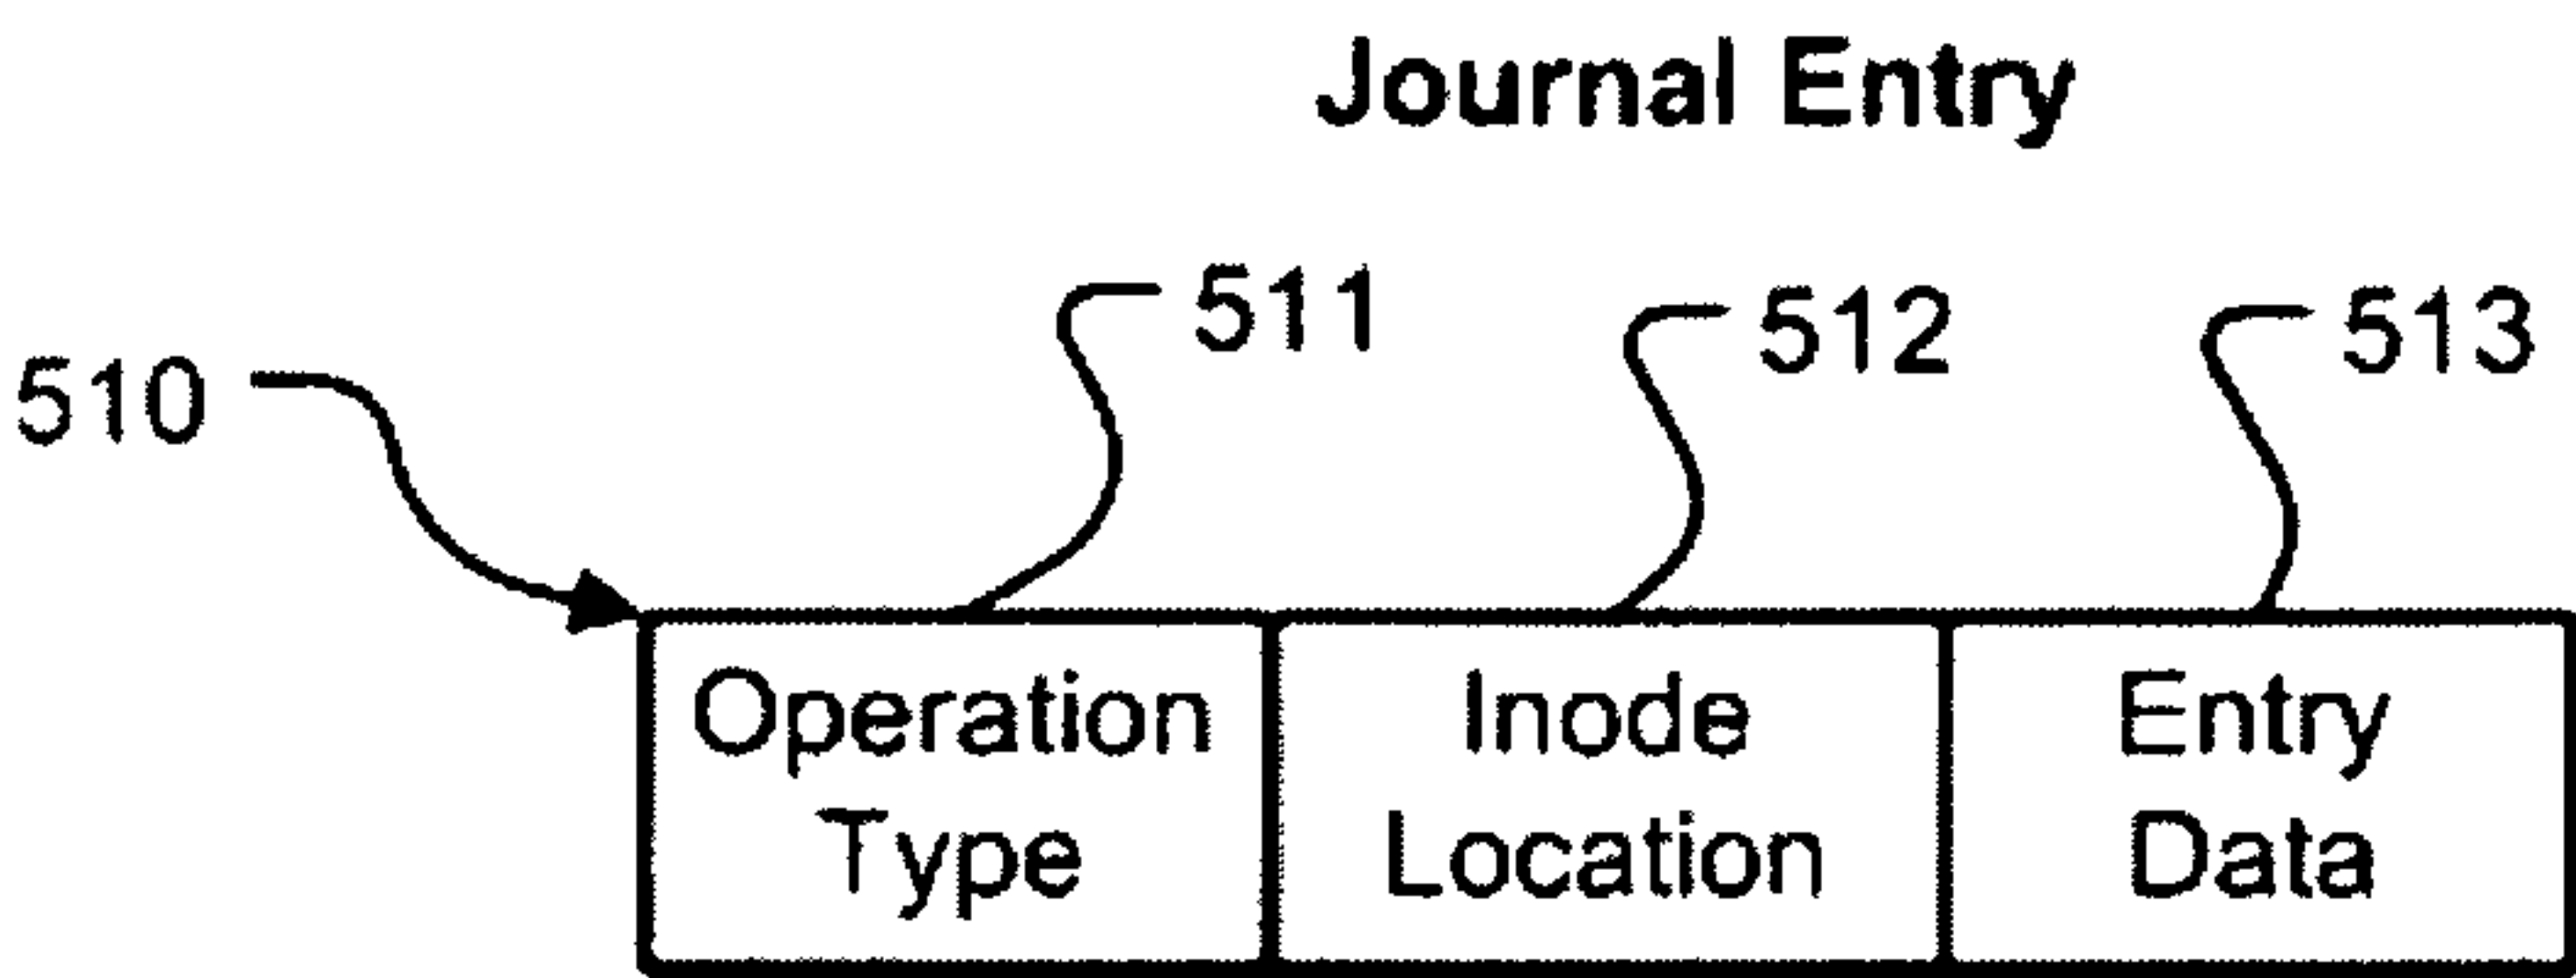 Journal Entry
511
512
513
510
Operation
Type
Inode
Location
Entry
Data